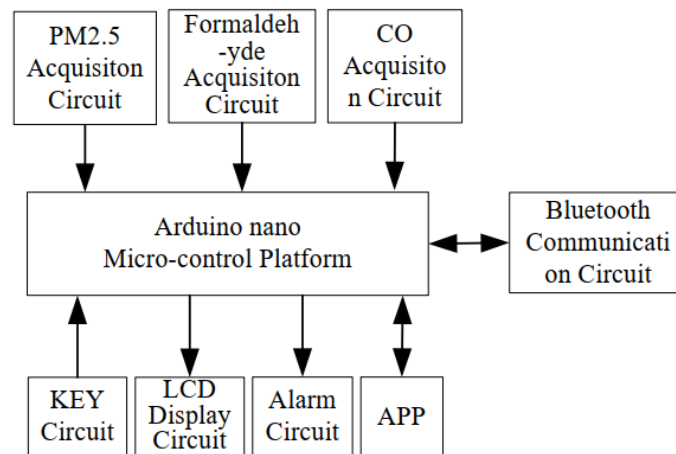 PM2.5
Acquisiton
Circuit
Formaldeh
-yde
Acquisiton
Circuit
CO
Acquisito
n Circuit
Arduino nano
Micro-control Platform
Bluetooth
Communicati
on Circuit
KEY
Circuit
LCD
Display
Circuit
Alarm
Circuit
APP